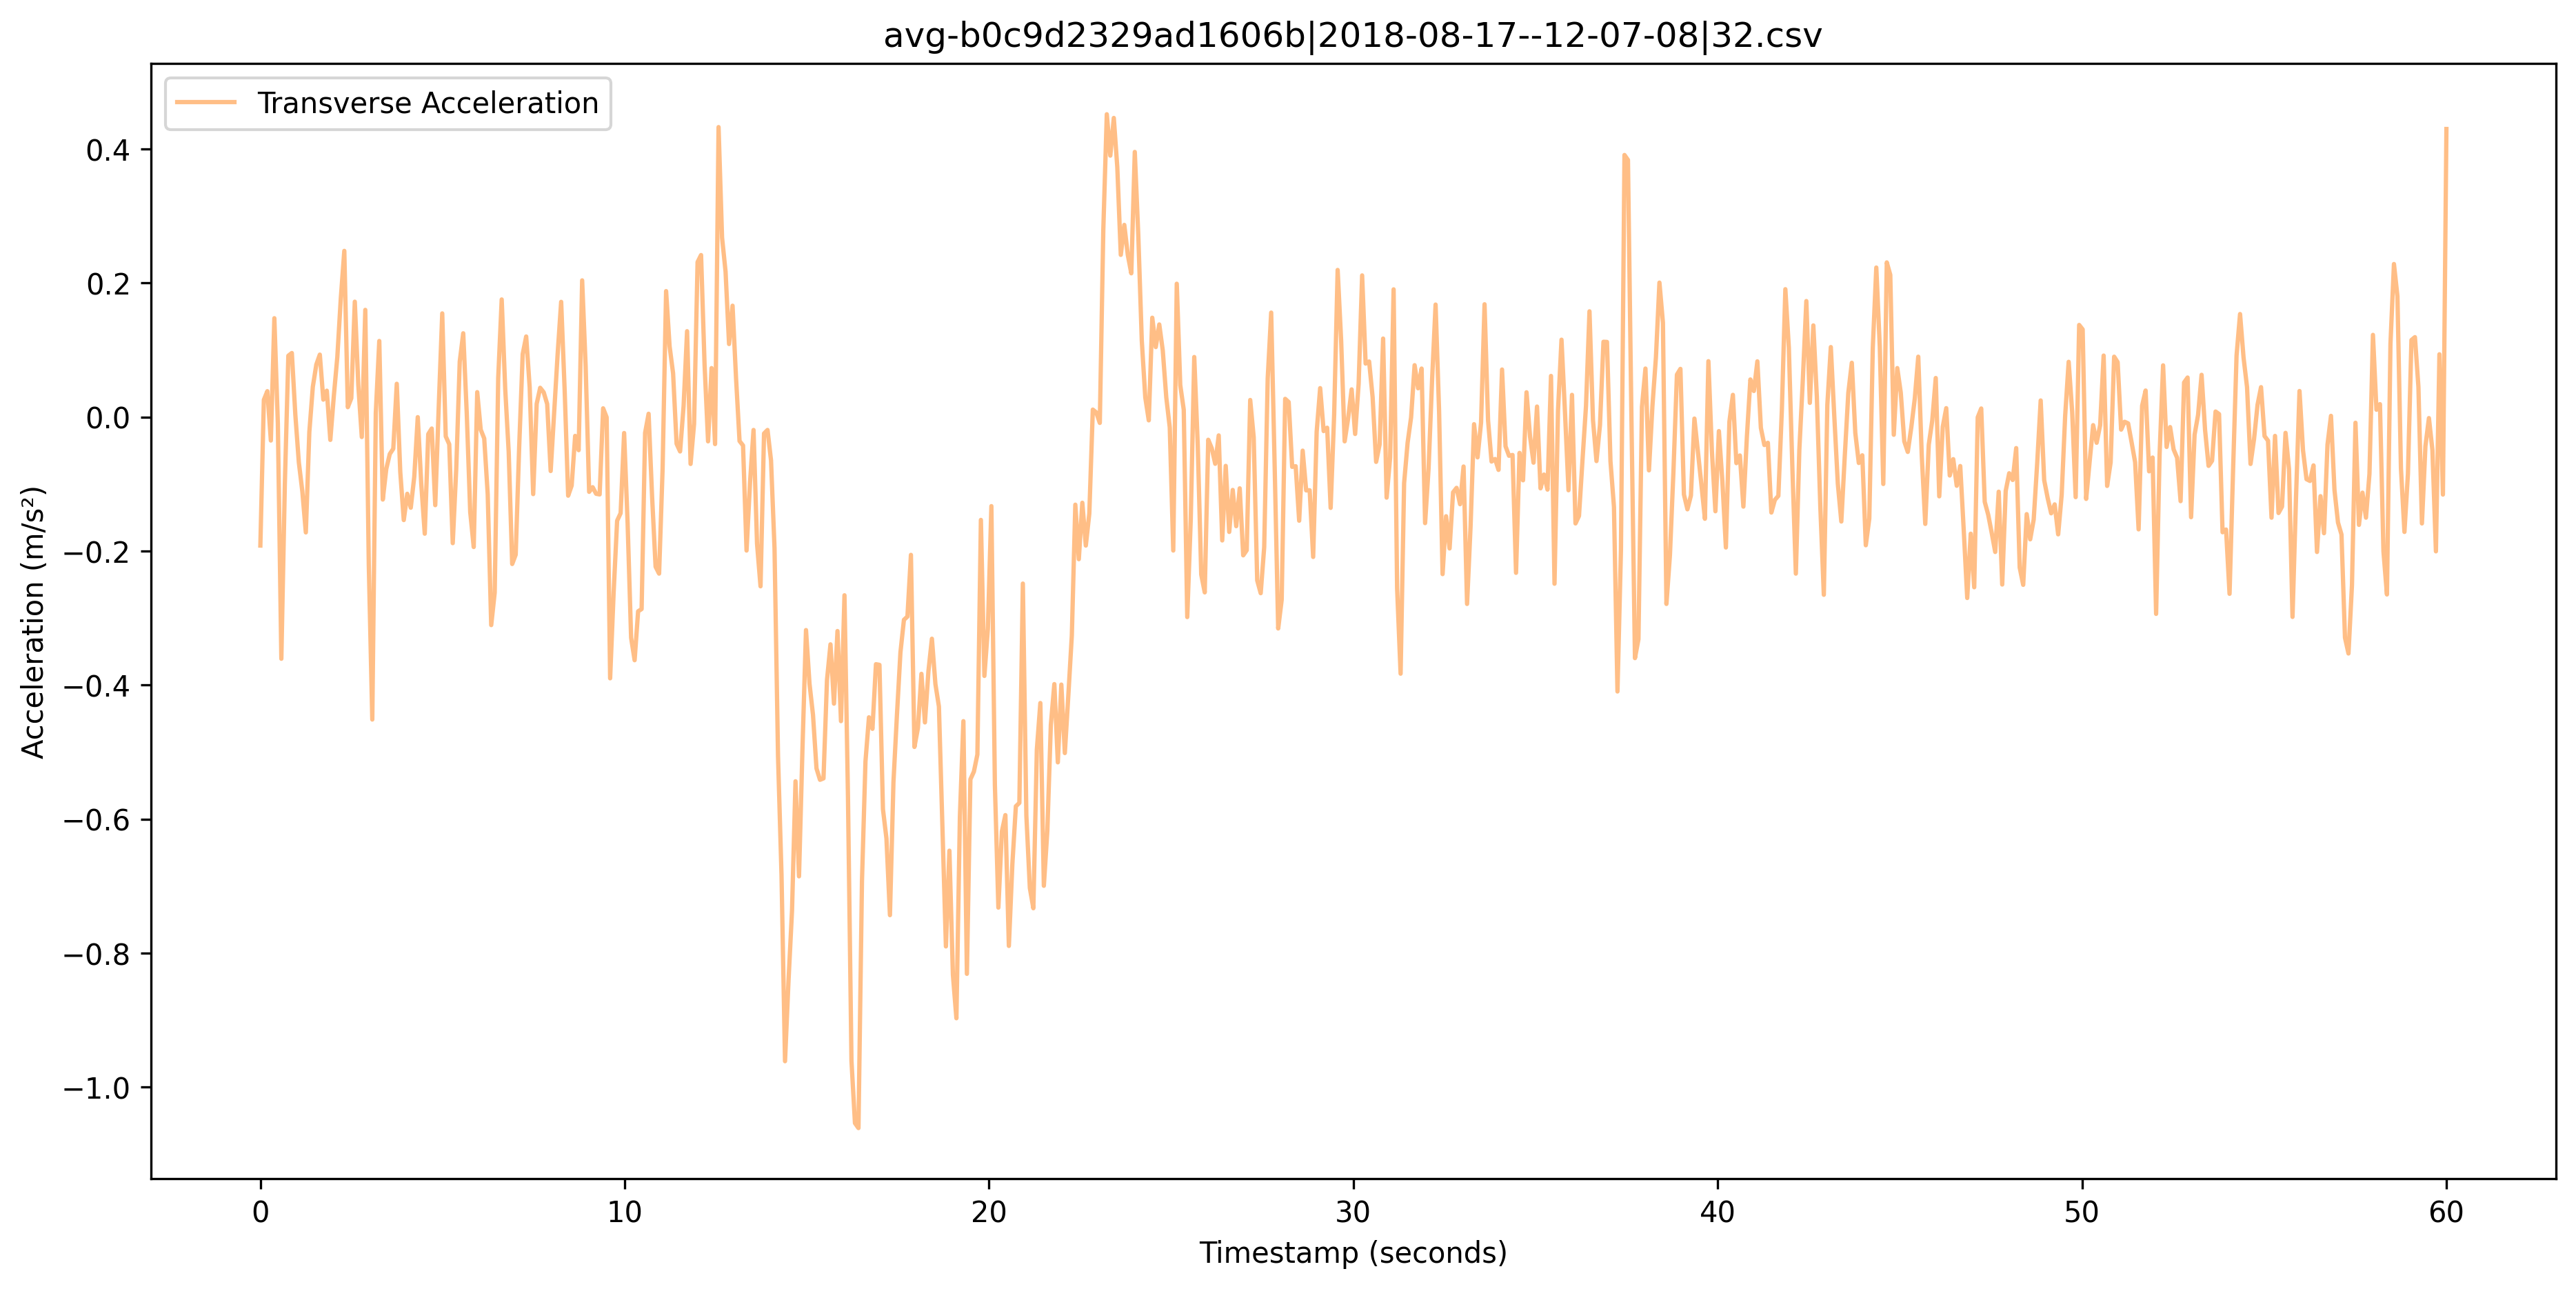 avg-b0c9d2329ad1606b|2018-08-17--12-07-08|32.csv
Transverse Acceleration
0.4
0.2
0.0
−0.2
−0.4
−0.6
−0.8
−1.0
Acceleration (m/s²)
0 10 20 30 40 50 60
Timestamp (seconds)